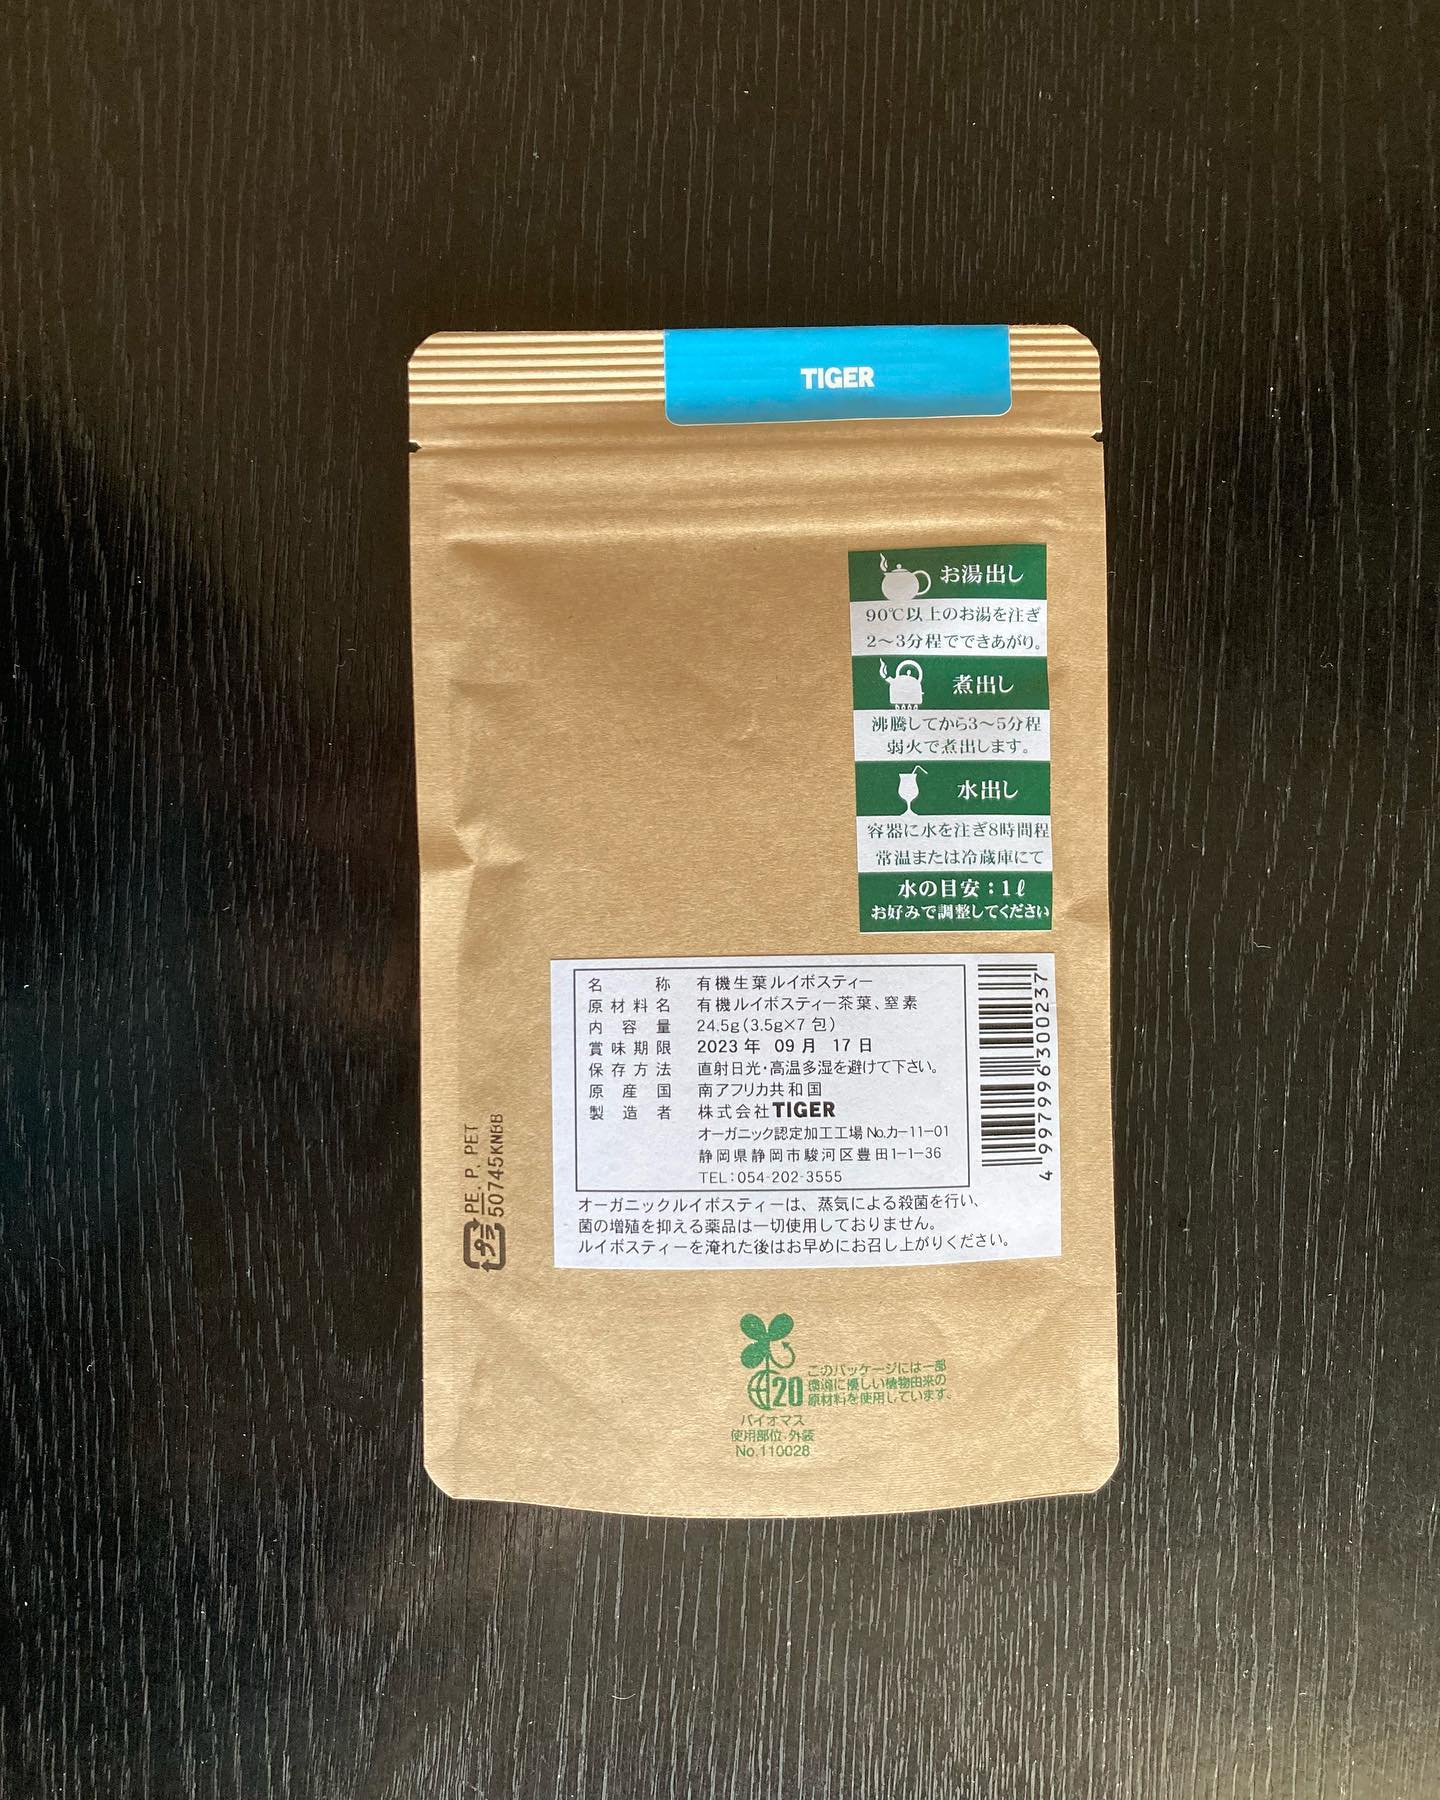 TIGER
お湯出し
90℃以上のお湯を注ぎ
2〜3分程でできあがり。
煮出し
沸騰してから3〜5分程
弱火で煮出します。
水出し
容器に水を注ぎ8時間程
常温または冷蔵庫にて
水の目安：1ℓ
お好みで調整してください
名称 有機生葉ルイボスティー
原材料名 有機ルイボスティー茶葉、窒素
内容量 24.5g(3.5g×7包)
賞味期限 2023年 09月 17日
保存方法 直射日光・高温多湿を避けて下さい。
原産国 南アフリカ共和国
製造者 株式会社TIGER
オーガニック認定加工工場No.カー11-01
静岡県静岡市駿河区豊田1-1-36
TEL:054-202-3555
オーガニックルイボスティーは、蒸気による殺菌を行い、
菌の増殖を抑える薬品は一切使用しておりません。
ルイボスティーを淹れた後はお早めにお召し上がりください。
4997996300237
プラ
PE. P, PET
50745KNBB
20
このパッケージには一部
環境に優しい植物由来の
原材料を使用しています。
バイオマス
使用部位:外装
No.110028